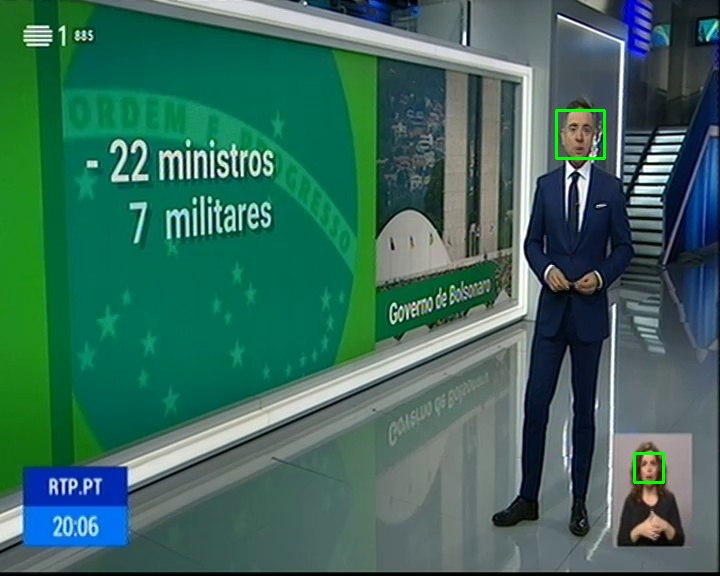 1 885
ORDEM E PROGRESSO
- 22 ministros
7 militares
Governo de Bolsonaro
RTP.PT
20:06